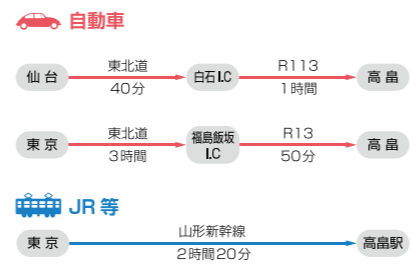 自動車
仙台 東北道 40分 白石I.C R113 1時間 高畠
東京 東北道 3時間 福島飯坂I.C R13 50分 高畠
JR等
東京 山形新幹線 2時間20分 高畠駅